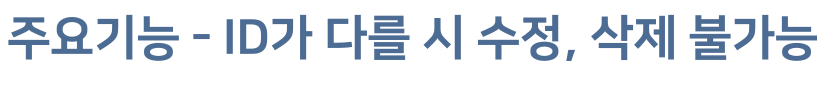 주요기능 - ID가 다를 시 수정, 삭제 불가능